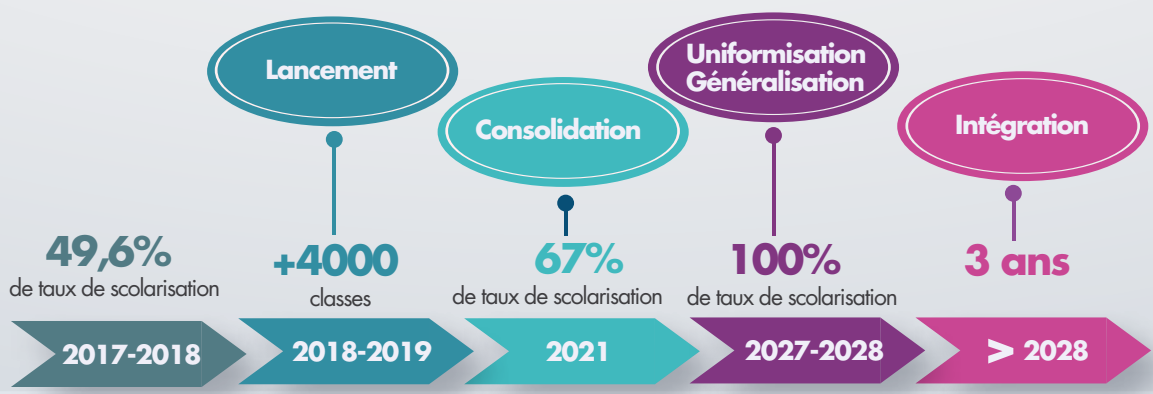 Lancement
Consolidation
Uniformisation
Généralisation
Intégration
49,6%
de taux de scolarisation
+4000
classes
67%
de taux de scolarisation
100%
de taux de scolarisation
3 ans
2017-2018
2018-2019
2021
2027-2028
> 2028